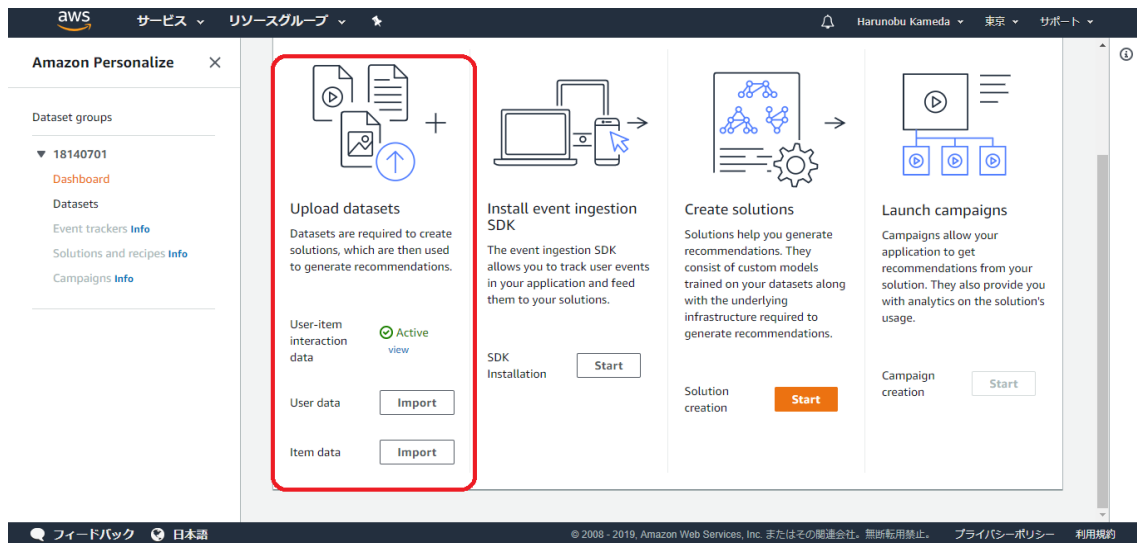 aws サービス リソースグループ Harunobu Kameda 東京 サポート
Amazon Personalize
Dataset groups
18140701
Dashboard
Datasets
Event trackers Info
Solutions and recipes Info
Campaigns Info
Upload datasets
Datasets are required to create
solutions, which are then used
to generate recommendations.
User-item
interaction
data
Active
view
User data
Import
Item data
Import
Install event ingestion
SDK
The event ingestion SDK
allows you to track user events
in your application and feed
them to your solutions.
SDK
Installation
Start
Create solutions
Solutions help you generate
recommendations. They
consist of custom models
trained on your datasets along
with the underlying
infrastructure required to
generate recommendations.
Solution
creation
Start
Launch campaigns
Campaigns allow your
application to get
recommendations from your
solution. They also provide you
with analytics on the solution's
usage.
Campaign
creation
Start
フィードバック 日本語 © 2008 - 2019, Amazon Web Services, Inc. またはその関連会社。無断転用禁止。 プライバシーポリシー 利用規約